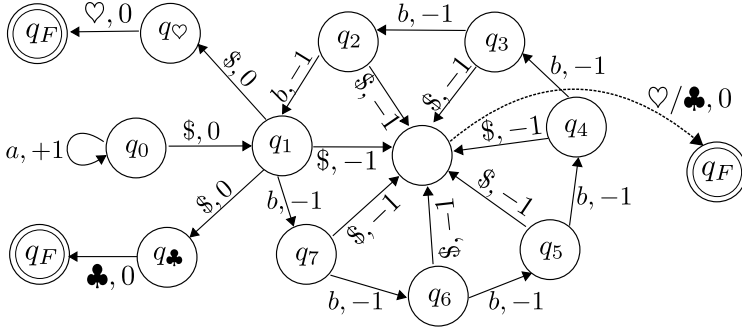 q_F
♡, 0
q_♡
$, 0
q_2
b, −1
q_3
b, −1
b, −1
$, −1
$, −1
q_4
♡/♣, 0
a, +1
q_0
$, 0
q_1
$, −1
$, −1
q_F
$, 0
b, −1
$, −1
$, −1
$, −1
b, −1
q_F
♣, 0
q_♣
q_7
q_5
b, −1
q_6
b, −1